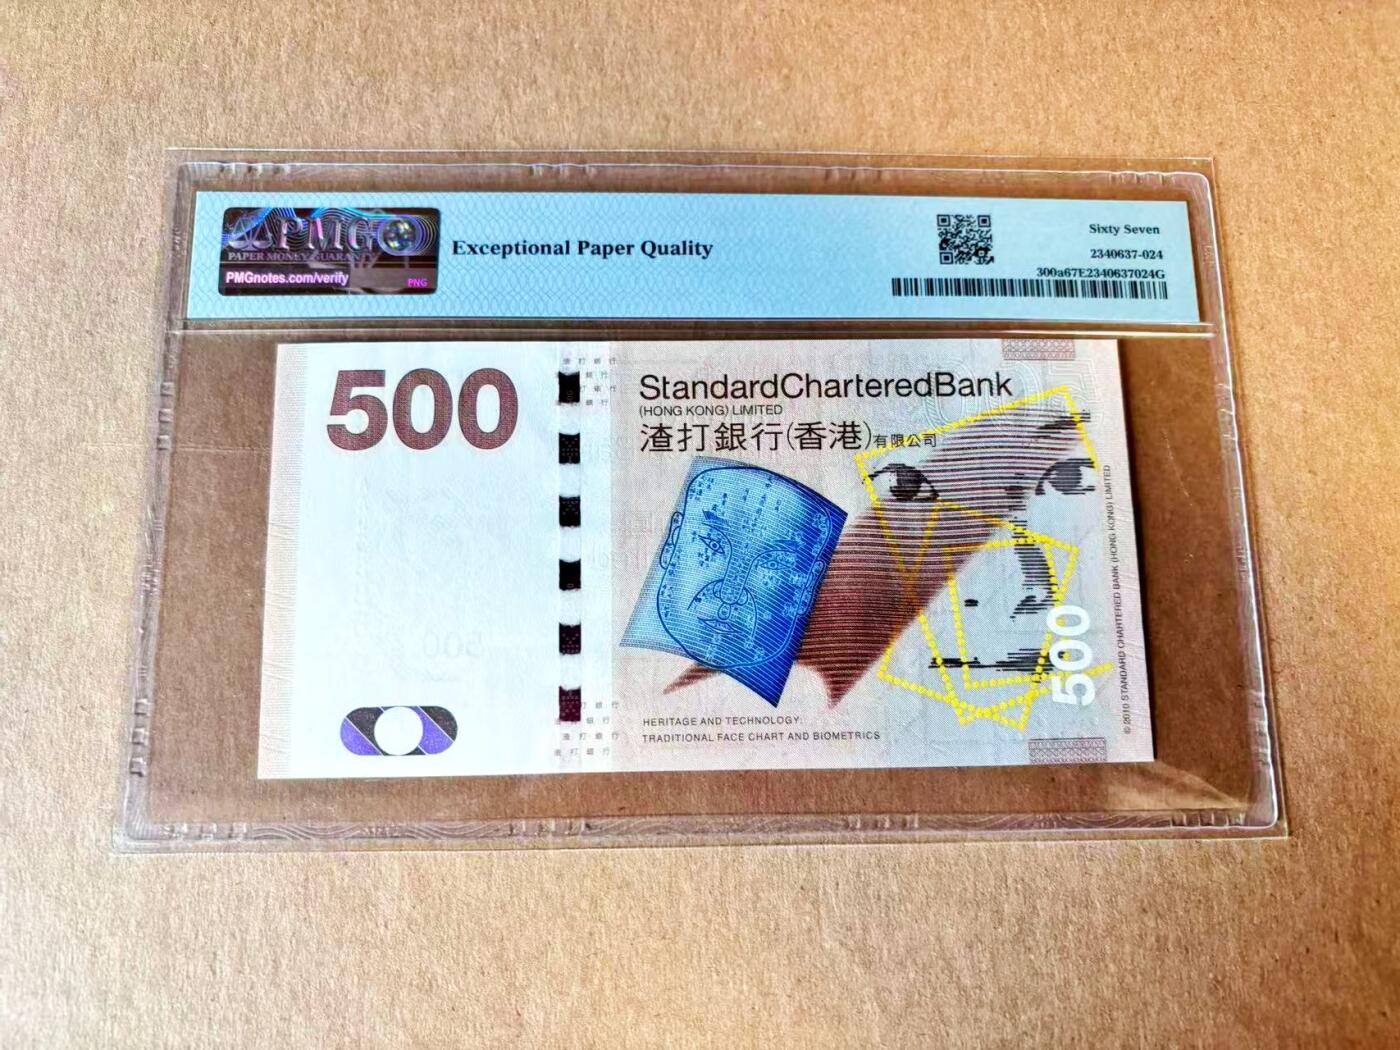 PMG
PAPER MONEY GUARANTY
PMGnotes.com/verify
PNG
Exceptional Paper Quality
Sixty Seven
2340637-024
300a67E2340637024G
500
StandardCharteredBank
(HONG KONG) LIMITED
渣打銀行(香港)有限公司
HERITAGE AND TECHNOLOGY:
TRADITIONAL FACE CHART AND BIOMETRICS
500
© 2010 STANDARD CHARTERED BANK (HONG KONG) LIMITED